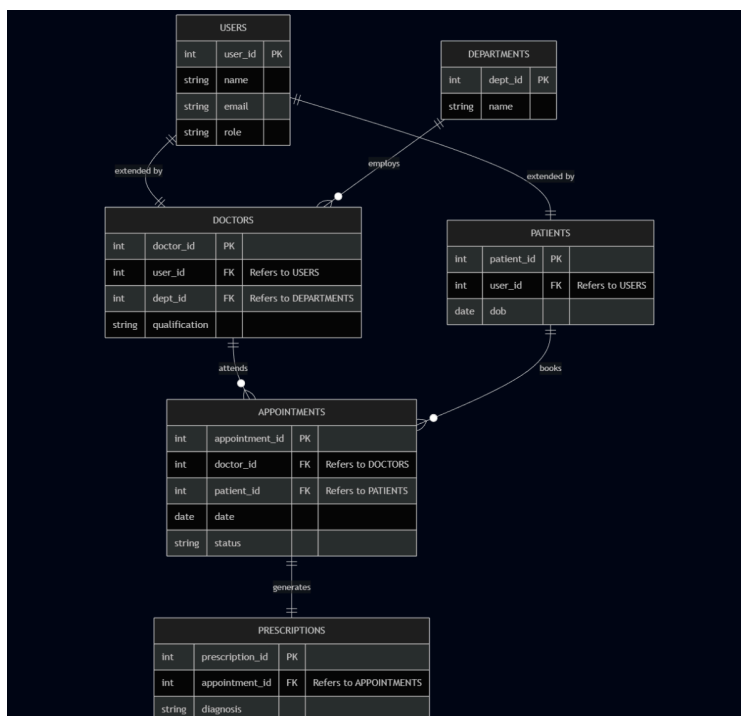 USERS
int user_id PK
string name
string email
string role
DEPARTMENTS
int dept_id PK
string name
extended by
employs
extended by
DOCTORS
int doctor_id PK
int user_id FK Refers to USERS
int dept_id FK Refers to DEPARTMENTS
string qualification
PATIENTS
int patient_id PK
int user_id FK Refers to USERS
date dob
attends
books
APPOINTMENTS
int appointment_id PK
int doctor_id FK Refers to DOCTORS
int patient_id FK Refers to PATIENTS
date date
string status
generates
PRESCRIPTIONS
int prescription_id PK
int appointment_id FK Refers to APPOINTMENTS
string diagnosis